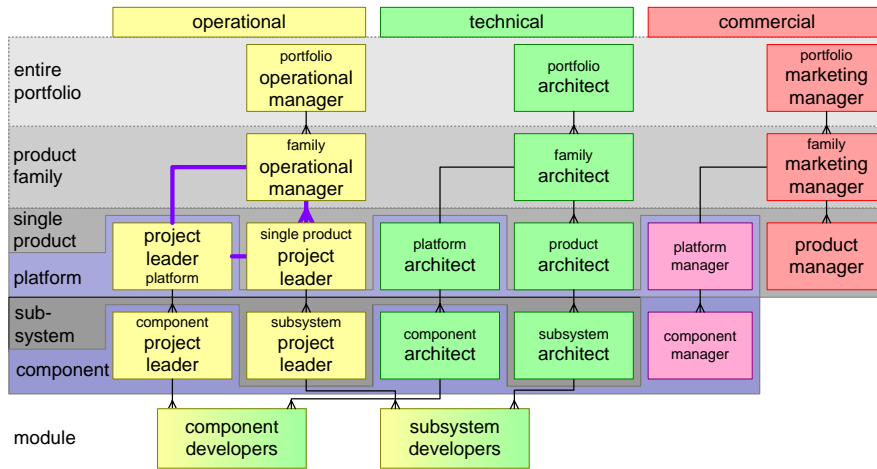 operational
technical
commercial
entire
portfolio
portfolio
operational
manager
portfolio
architect
portfolio
marketing
manager
product
family
family
operational
manager
family
architect
family
marketing
manager
single
product
platform
project
leader
platform
single product
project
leader
platform
architect
product
architect
platform
manager
product
manager
sub-
system
component
component
project
leader
subsystem
project
leader
component
architect
subsystem
architect
component
manager
module
component
developers
subsystem
developers